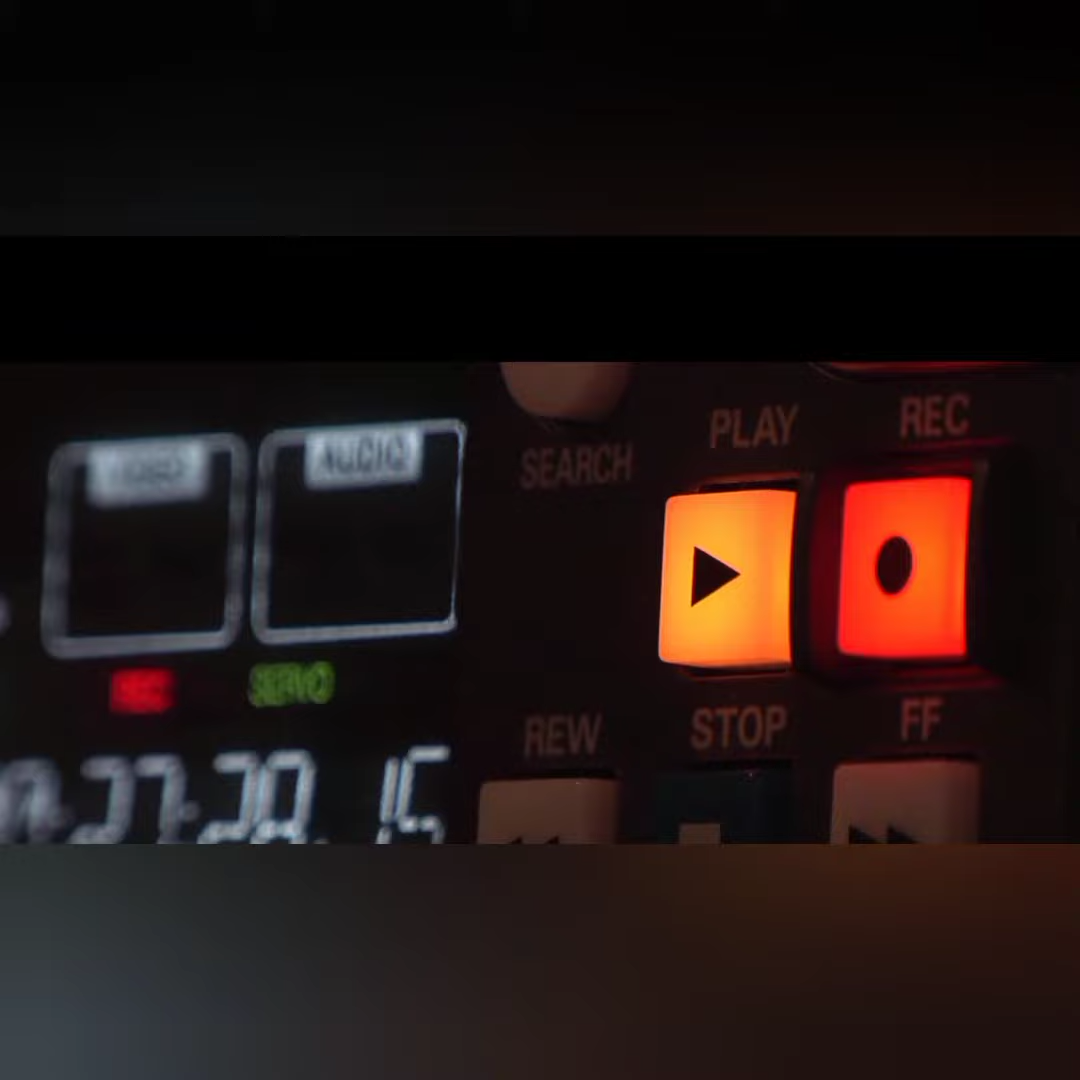 AUDIO
SEARCH
PLAY
REC
REC
SERVO
REW
STOP
FF